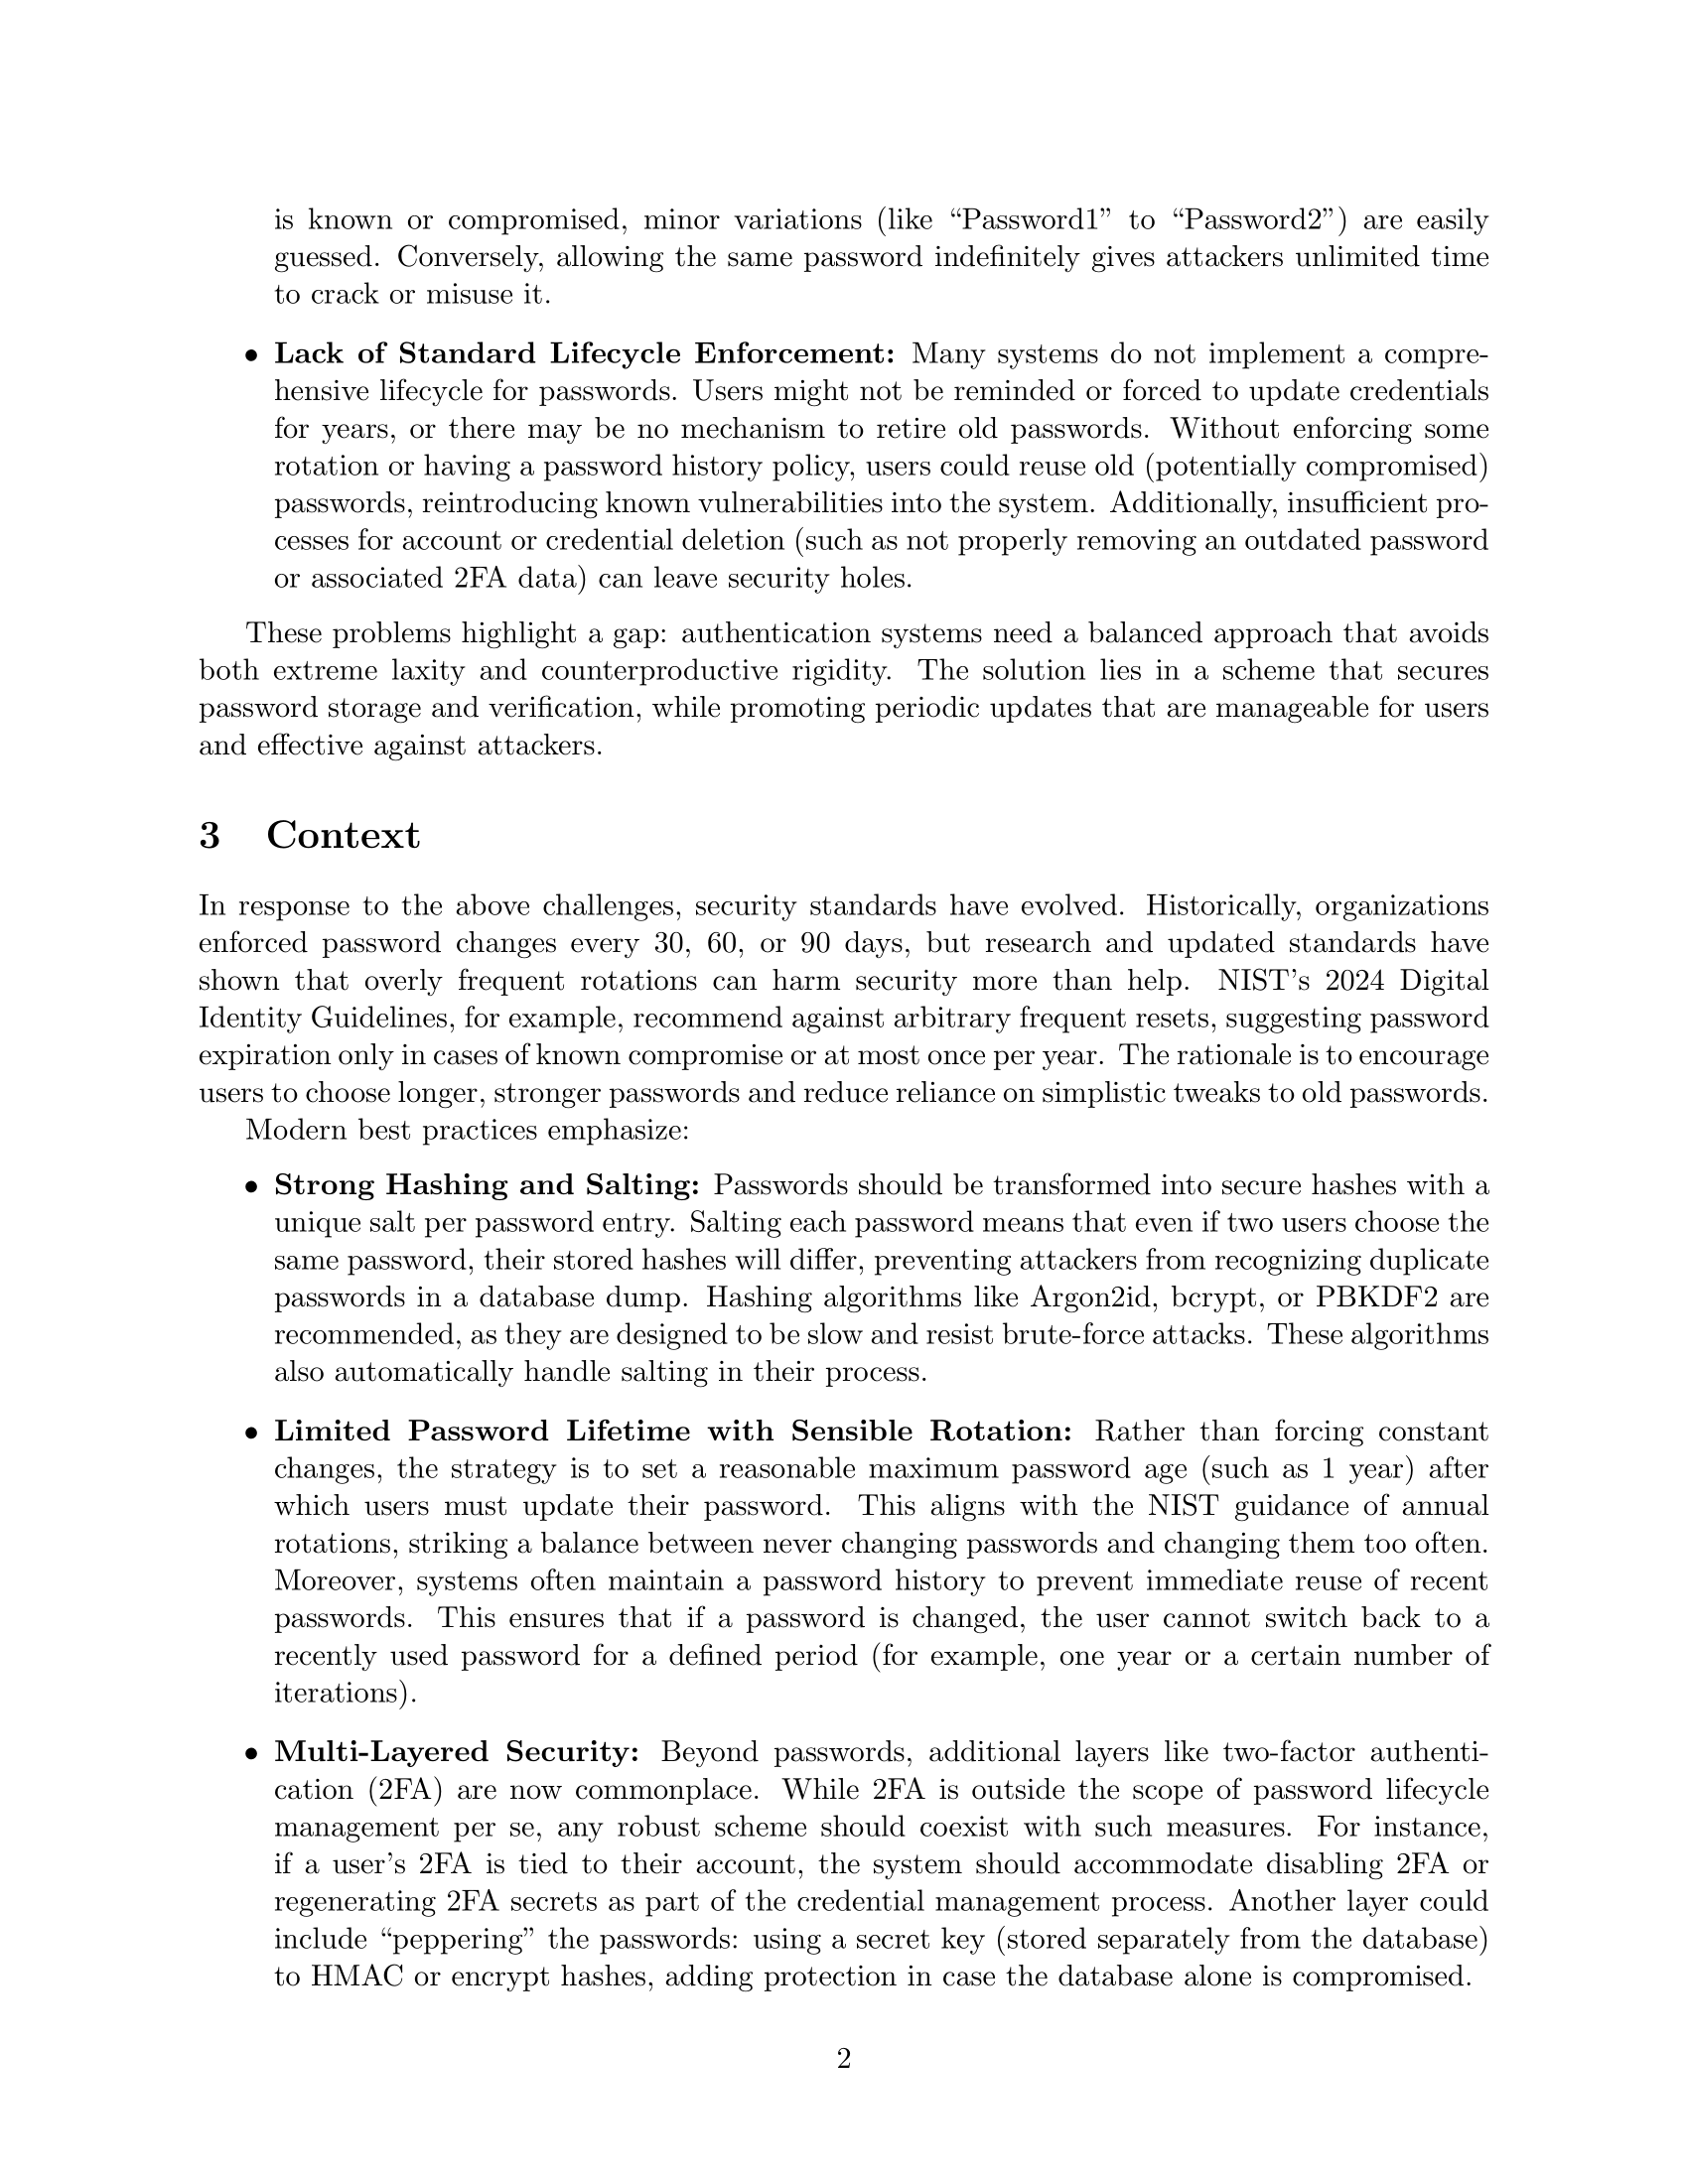 is known or compromised, minor variations (like “Password1” to “Password2”) are easily
guessed. Conversely, allowing the same password indefinitely gives attackers unlimited time
to crack or misuse it.
• Lack of Standard Lifecycle Enforcement: Many systems do not implement a compre-
hensive lifecycle for passwords. Users might not be reminded or forced to update credentials
for years, or there may be no mechanism to retire old passwords. Without enforcing some
rotation or having a password history policy, users could reuse old (potentially compromised)
passwords, reintroducing known vulnerabilities into the system. Additionally, insufficient pro-
cesses for account or credential deletion (such as not properly removing an outdated password
or associated 2FA data) can leave security holes.
These problems highlight a gap: authentication systems need a balanced approach that avoids
both extreme laxity and counterproductive rigidity. The solution lies in a scheme that secures
password storage and verification, while promoting periodic updates that are manageable for users
and effective against attackers.
3 Context
In response to the above challenges, security standards have evolved. Historically, organizations
enforced password changes every 30, 60, or 90 days, but research and updated standards have
shown that overly frequent rotations can harm security more than help. NIST’s 2024 Digital
Identity Guidelines, for example, recommend against arbitrary frequent resets, suggesting password
expiration only in cases of known compromise or at most once per year. The rationale is to encourage
users to choose longer, stronger passwords and reduce reliance on simplistic tweaks to old passwords.
Modern best practices emphasize:
• Strong Hashing and Salting: Passwords should be transformed into secure hashes with a
unique salt per password entry. Salting each password means that even if two users choose the
same password, their stored hashes will differ, preventing attackers from recognizing duplicate
passwords in a database dump. Hashing algorithms like Argon2id, bcrypt, or PBKDF2 are
recommended, as they are designed to be slow and resist brute-force attacks. These algorithms
also automatically handle salting in their process.
• Limited Password Lifetime with Sensible Rotation: Rather than forcing constant
changes, the strategy is to set a reasonable maximum password age (such as 1 year) after
which users must update their password. This aligns with the NIST guidance of annual
rotations, striking a balance between never changing passwords and changing them too often.
Moreover, systems often maintain a password history to prevent immediate reuse of recent
passwords. This ensures that if a password is changed, the user cannot switch back to a
recently used password for a defined period (for example, one year or a certain number of
iterations).
• Multi-Layered Security: Beyond passwords, additional layers like two-factor authenti-
cation (2FA) are now commonplace. While 2FA is outside the scope of password lifecycle
management per se, any robust scheme should coexist with such measures. For instance,
if a user’s 2FA is tied to their account, the system should accommodate disabling 2FA or
regenerating 2FA secrets as part of the credential management process. Another layer could
include “peppering” the passwords: using a secret key (stored separately from the database)
to HMAC or encrypt hashes, adding protection in case the database alone is compromised.
2